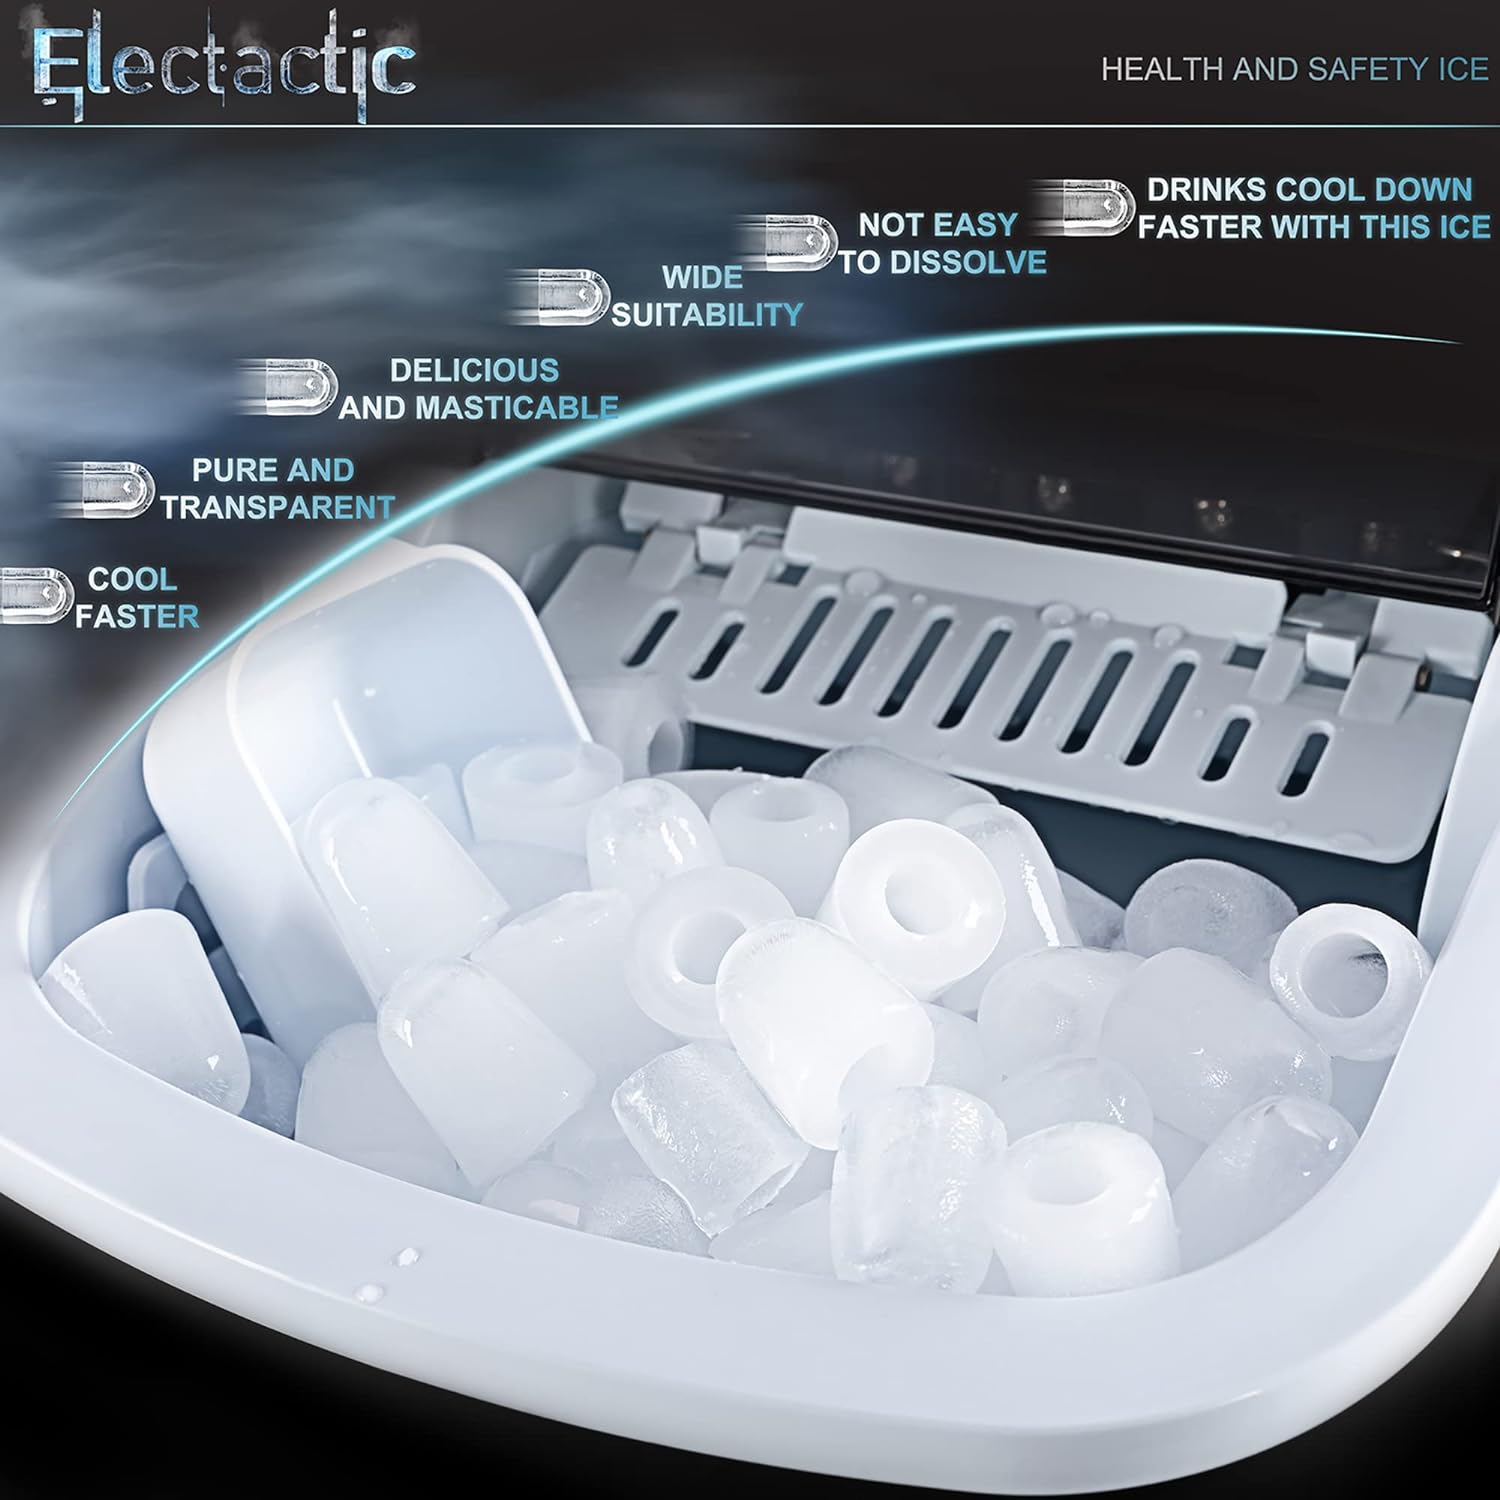 Electactic
HEALTH AND SAFETY ICE
DRINKS COOL DOWN
FASTER WITH THIS ICE
NOT EASY
TO DISSOLVE
WIDE
SUITABILITY
DELICIOUS
AND MASTICABLE
PURE AND
TRANSPARENT
COOL
FASTER